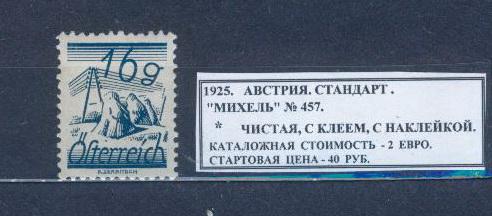 16g
Österreich
1925. АВСТРИЯ. СТАНДАРТ.
"МИХЕЛЬ" № 457.
* ЧИСТАЯ, С КЛЕЕМ, С НАКЛЕЙКОЙ.
КАТАЛОЖНАЯ СТОИМОСТЬ - 2 ЕВРО.
СТАРТОВАЯ ЦЕНА - 40 РУБ.